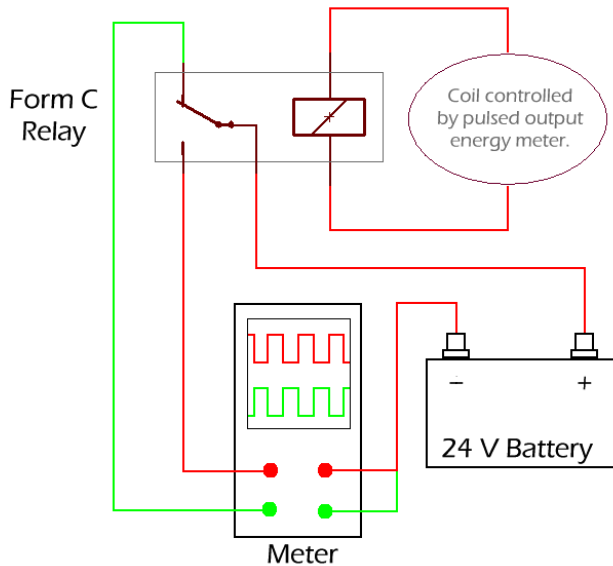 Form C
Relay
Coil controlled
by pulsed output
energy meter.
− +
24 V Battery
Meter